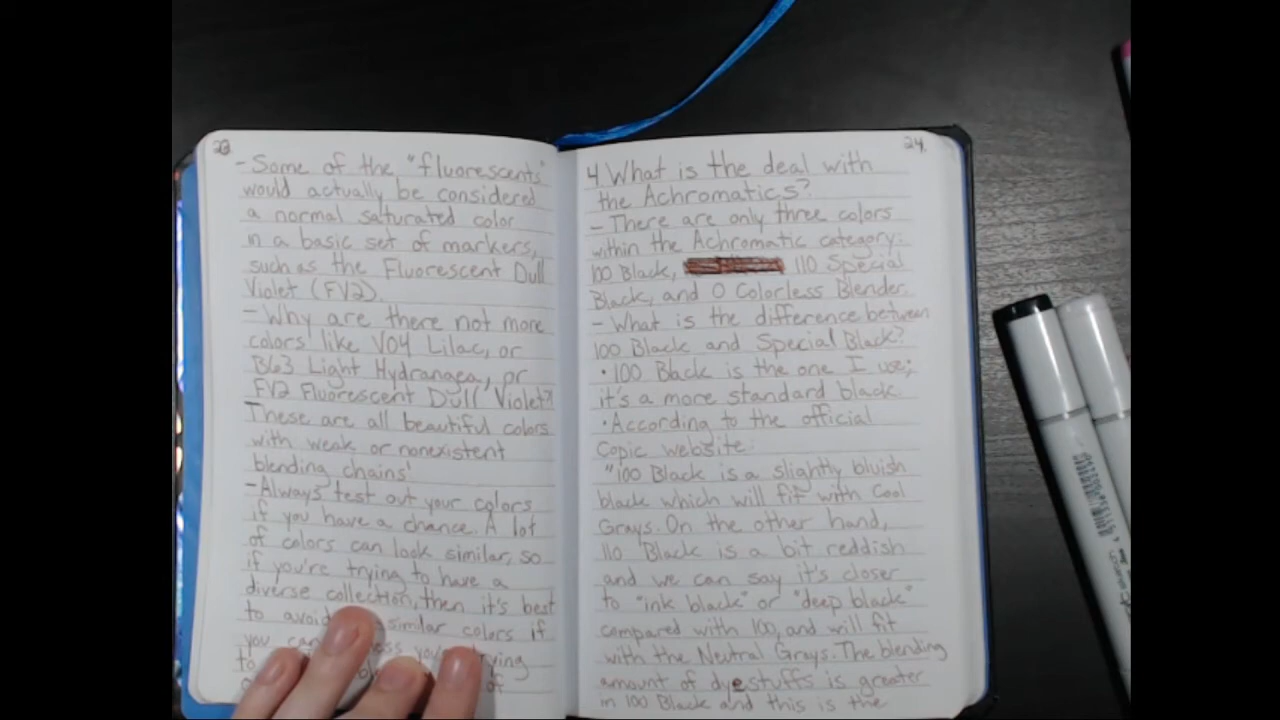 23.
- Some of the "fluorescents"
would actually be considered
a normal saturated color
in a basic set of markers,
such as the Fluorescent Dull
Violet (FV2).
- Why are there not more
colors like V04 Lilac, or
B63 Light Hydrangea, or
FV2 Fluorescent Dull Violet?!
These are all beautiful colors
with weak or nonexistent
blending chains!
- Always test out your colors
if you have a chance. A lot
of colors can look similar, so
if you're trying to have a
diverse collection, then it's best
to avoid similar colors if
you can
to
of
24.
4. What is the deal with
the Achromatics?
- There are only three colors
within the Achromatic category:
100 Black, 110 Special
Black, and 0 Colorless Blender.
- What is the difference between
100 Black and Special Black?
• 100 Black is the one I use;
it's a more standard black.
• According to the official
Copic website:
"100 Black is a slightly bluish
black which will fit with Cool
Grays. On the other hand,
110 Black is a bit reddish
and we can say it's closer
to "ink black" or "deep black"
compared with 100, and will fit
with the Neutral Grays. The blending
amount of dyestuffs is greater
in 100 Black and this is the